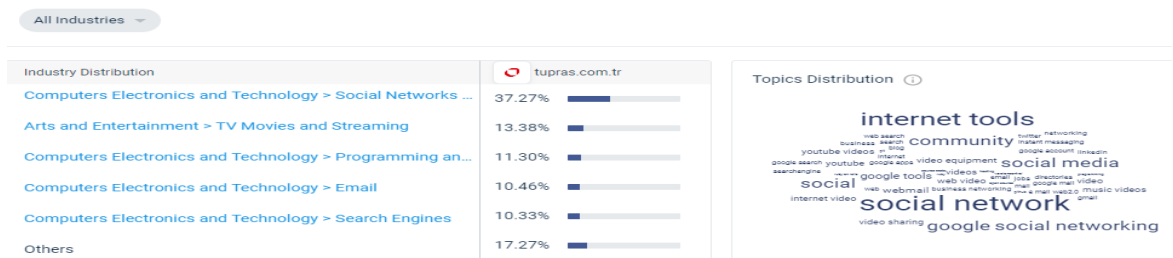 All Industries
Industry Distribution
tupras.com.tr
Computers Electronics and Technology > Social Networks ...
37.27%
Arts and Entertainment > TV Movies and Streaming
13.38%
Computers Electronics and Technology > Programming an...
11.30%
Computers Electronics and Technology > Email
10.46%
Computers Electronics and Technology > Search Engines
10.33%
Others
17.27%
Topics Distribution
internet tools
web search
twitter networking
business search community instant messaging
youtube videos blog
google account linkedin
internet
google search youtube google apps video equipment social media
searchengine
google tools videos
web video email jobs directories
social
web webmail business networking mail google mail video
e mail web2.0 music videos
internet video social network gmail
video sharing google social networking